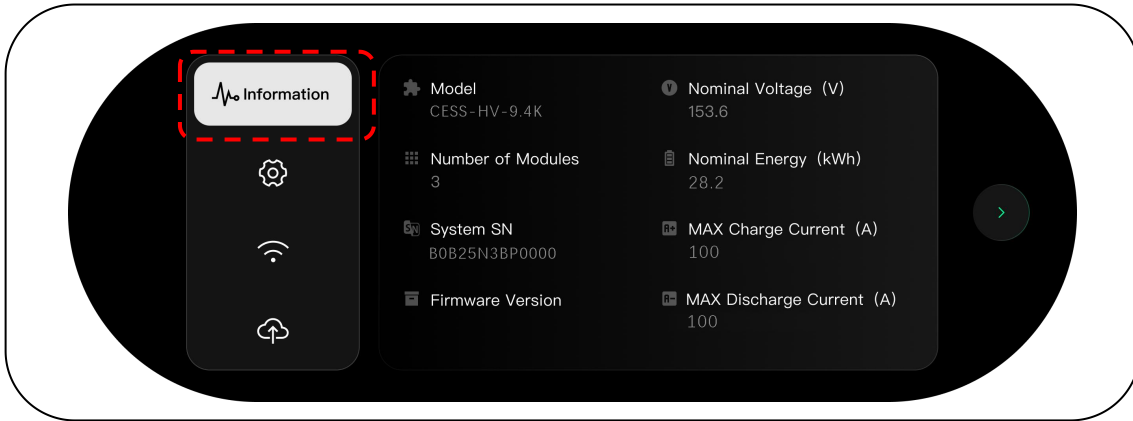 Information
Model
CESS-HV-9.4K
Number of Modules
3
System SN
B0B25N3BP0000
Firmware Version
V
Nominal Voltage (V)
153.6
Nominal Energy (kWh)
28.2
A+
MAX Charge Current (A)
100
A-
MAX Discharge Current (A)
100